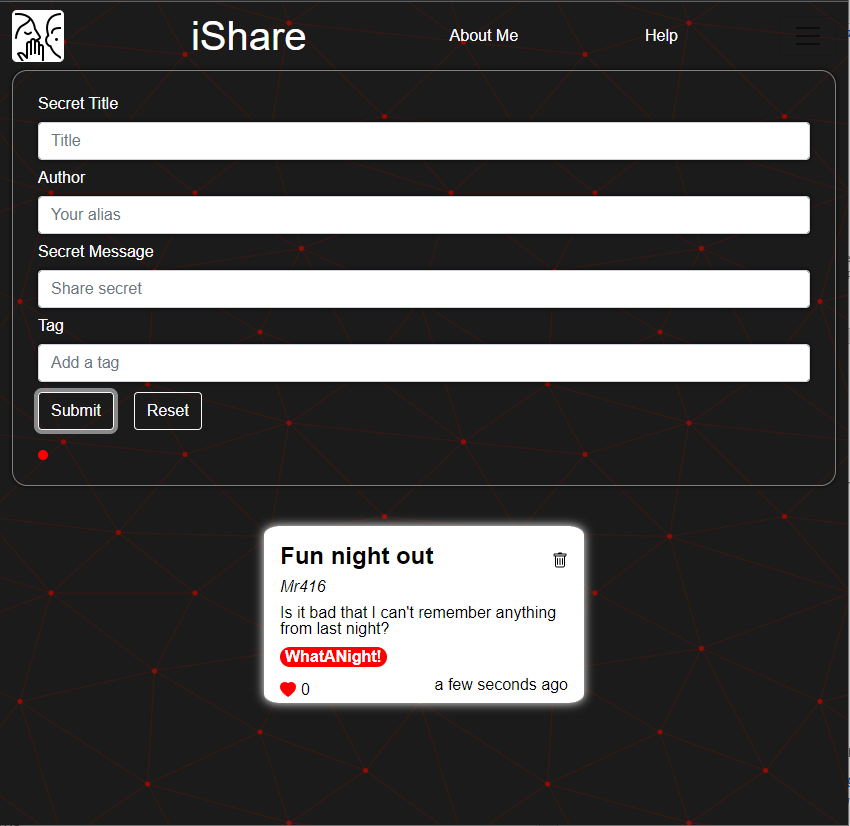 iShare
About Me
Help
Secret Title
Title
Author
Your alias
Secret Message
Share secret
Tag
Add a tag
Submit
Reset
Fun night out
Mr416
Is it bad that I can't remember anything
from last night?
WhatANight!
0
a few seconds ago